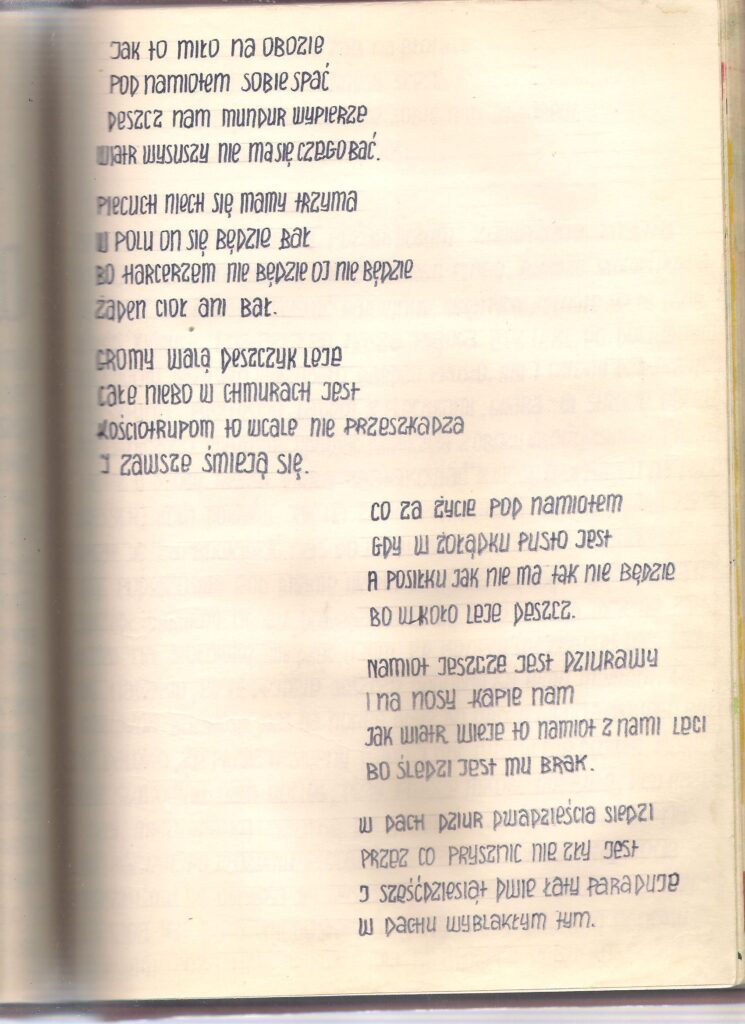 Jak to miło na obozie
pod namiotem sobie spać
deszcz nam mundur wypierze
wiatr wysuszy nie ma się czego bać.
Piecuch niech się mamy trzyma
w polu on się będzie bał
bo harcerzem nie będzie oj nie będzie
żaden cioł ani bał.
Gromy walą deszczyk leje
całe niebo w chmurach jest
kościotrupom to wcale nie przeszkadza
i zawsze śmieją się.
Co za życie pod namiotem
gdy w żołądku pusto jest
a posiłku jak nie ma tak nie będzie
bo wkoło leje deszcz.
Namiot jeszcze jest dziurawy
i na nosy kapie nam
jak wiatr wieje to namiot z nami leci
bo śledzi jest mu brak.
W dach dziur dwadzieścia siedzi
przez co prysznic nie zły jest
i sześćdziesiąt dwie łaty paraduje
w dachu wyblakłym tym.